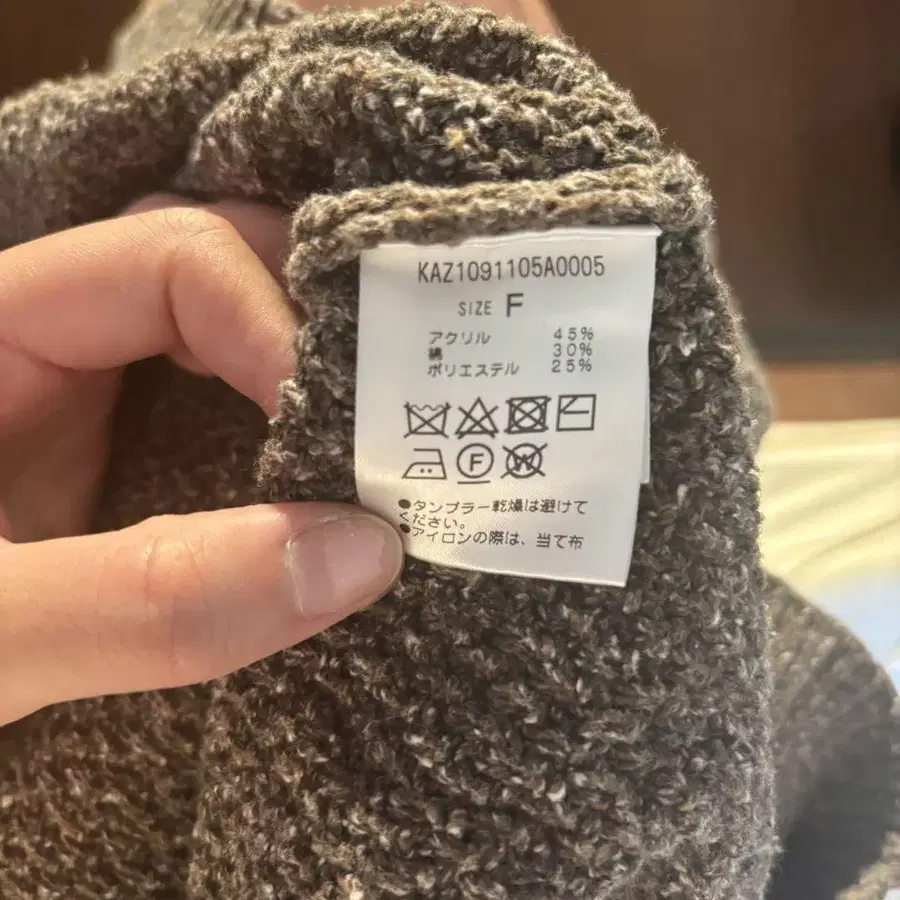 KAZ1091105A0005
SIZE F
アクリル 45%
綿 30%
ポリエステル 25%
F W
●タンブラー乾燥は避けて
ください。
●アイロンの際は、当て布